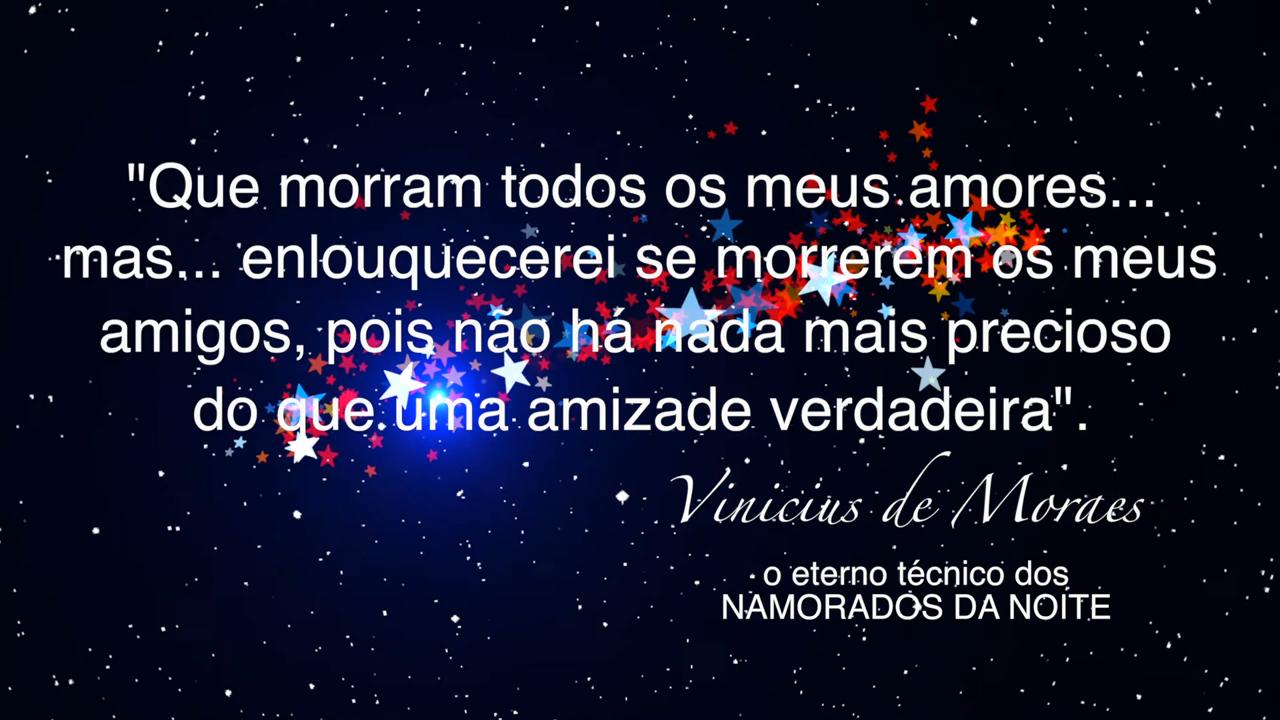 "Que morram todos os meus amores...
mas... enlouquecerei se morrerem os meus
amigos, pois não há nada mais precioso
do que uma amizade verdadeira".
Vinicius de Moraes
o eterno técnico dos
NAMORADOS DA NOITE